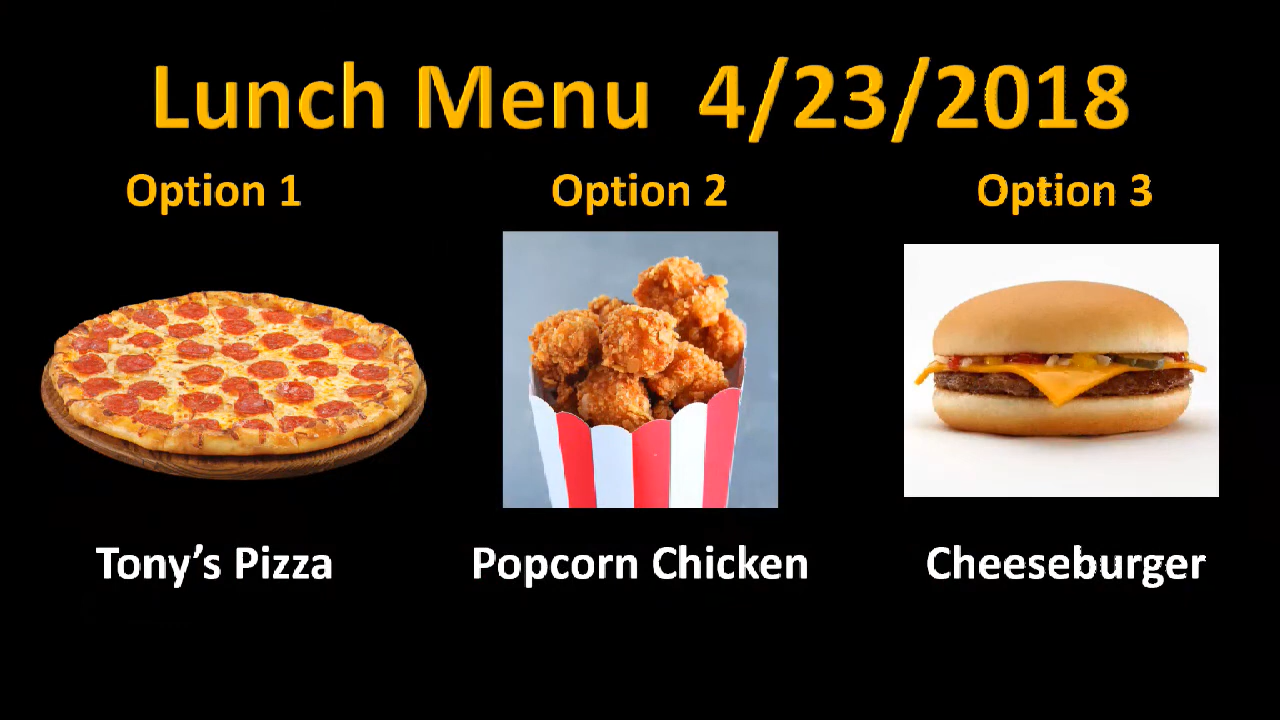 Lunch Menu 4/23/2018
Option 1
Option 2
Option 3
Tony’s Pizza
Popcorn Chicken
Cheeseburger